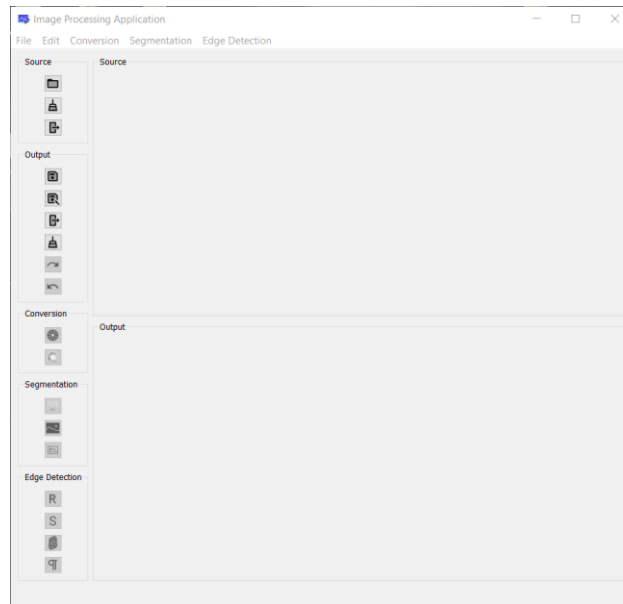 Image Processing Application
File Edit Conversion Segmentation Edge Detection
Source
Source
Output
Conversion
Output
Segmentation
Edge Detection
R
S
¶